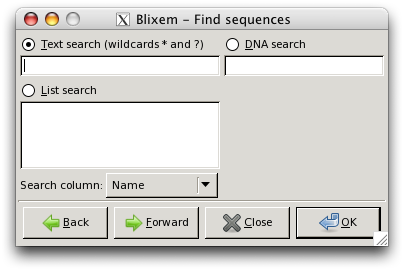 Blixem - Find sequences
Text search (wildcards * and ?)
DNA search
List search
Search column: Name
Back Forward Close OK